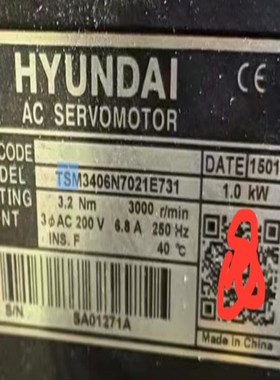 HYUNDAI CE
AC SERVOMOTOR
CODE DATE 1501
DEL TSM3406N7021E731 1.0 kW
TING 3.2 Nm 3000 r/min
NT 3ϕAC 200 V 6.8 A 250 Hz
INS. F 40 ℃
S/N SA01271A
Made In China